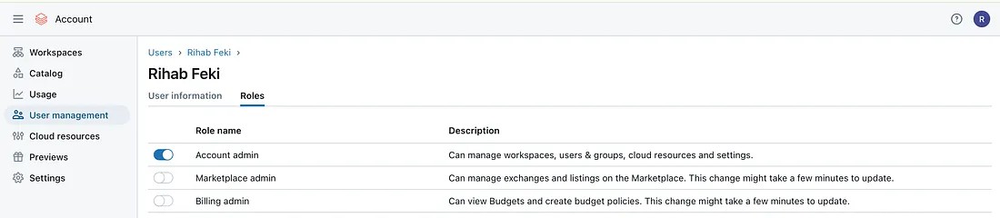 Account
R
Workspaces
Catalog
Usage
User management
Cloud resources
Previews
Settings
Users › Rihab Feki ›
Rihab Feki
User information Roles
Role name Description
Account admin Can manage workspaces, users & groups, cloud resources and settings.
Marketplace admin Can manage exchanges and listings on the Marketplace. This change might take a few minutes to update.
Billing admin Can view Budgets and create budget policies. This change might take a few minutes to update.